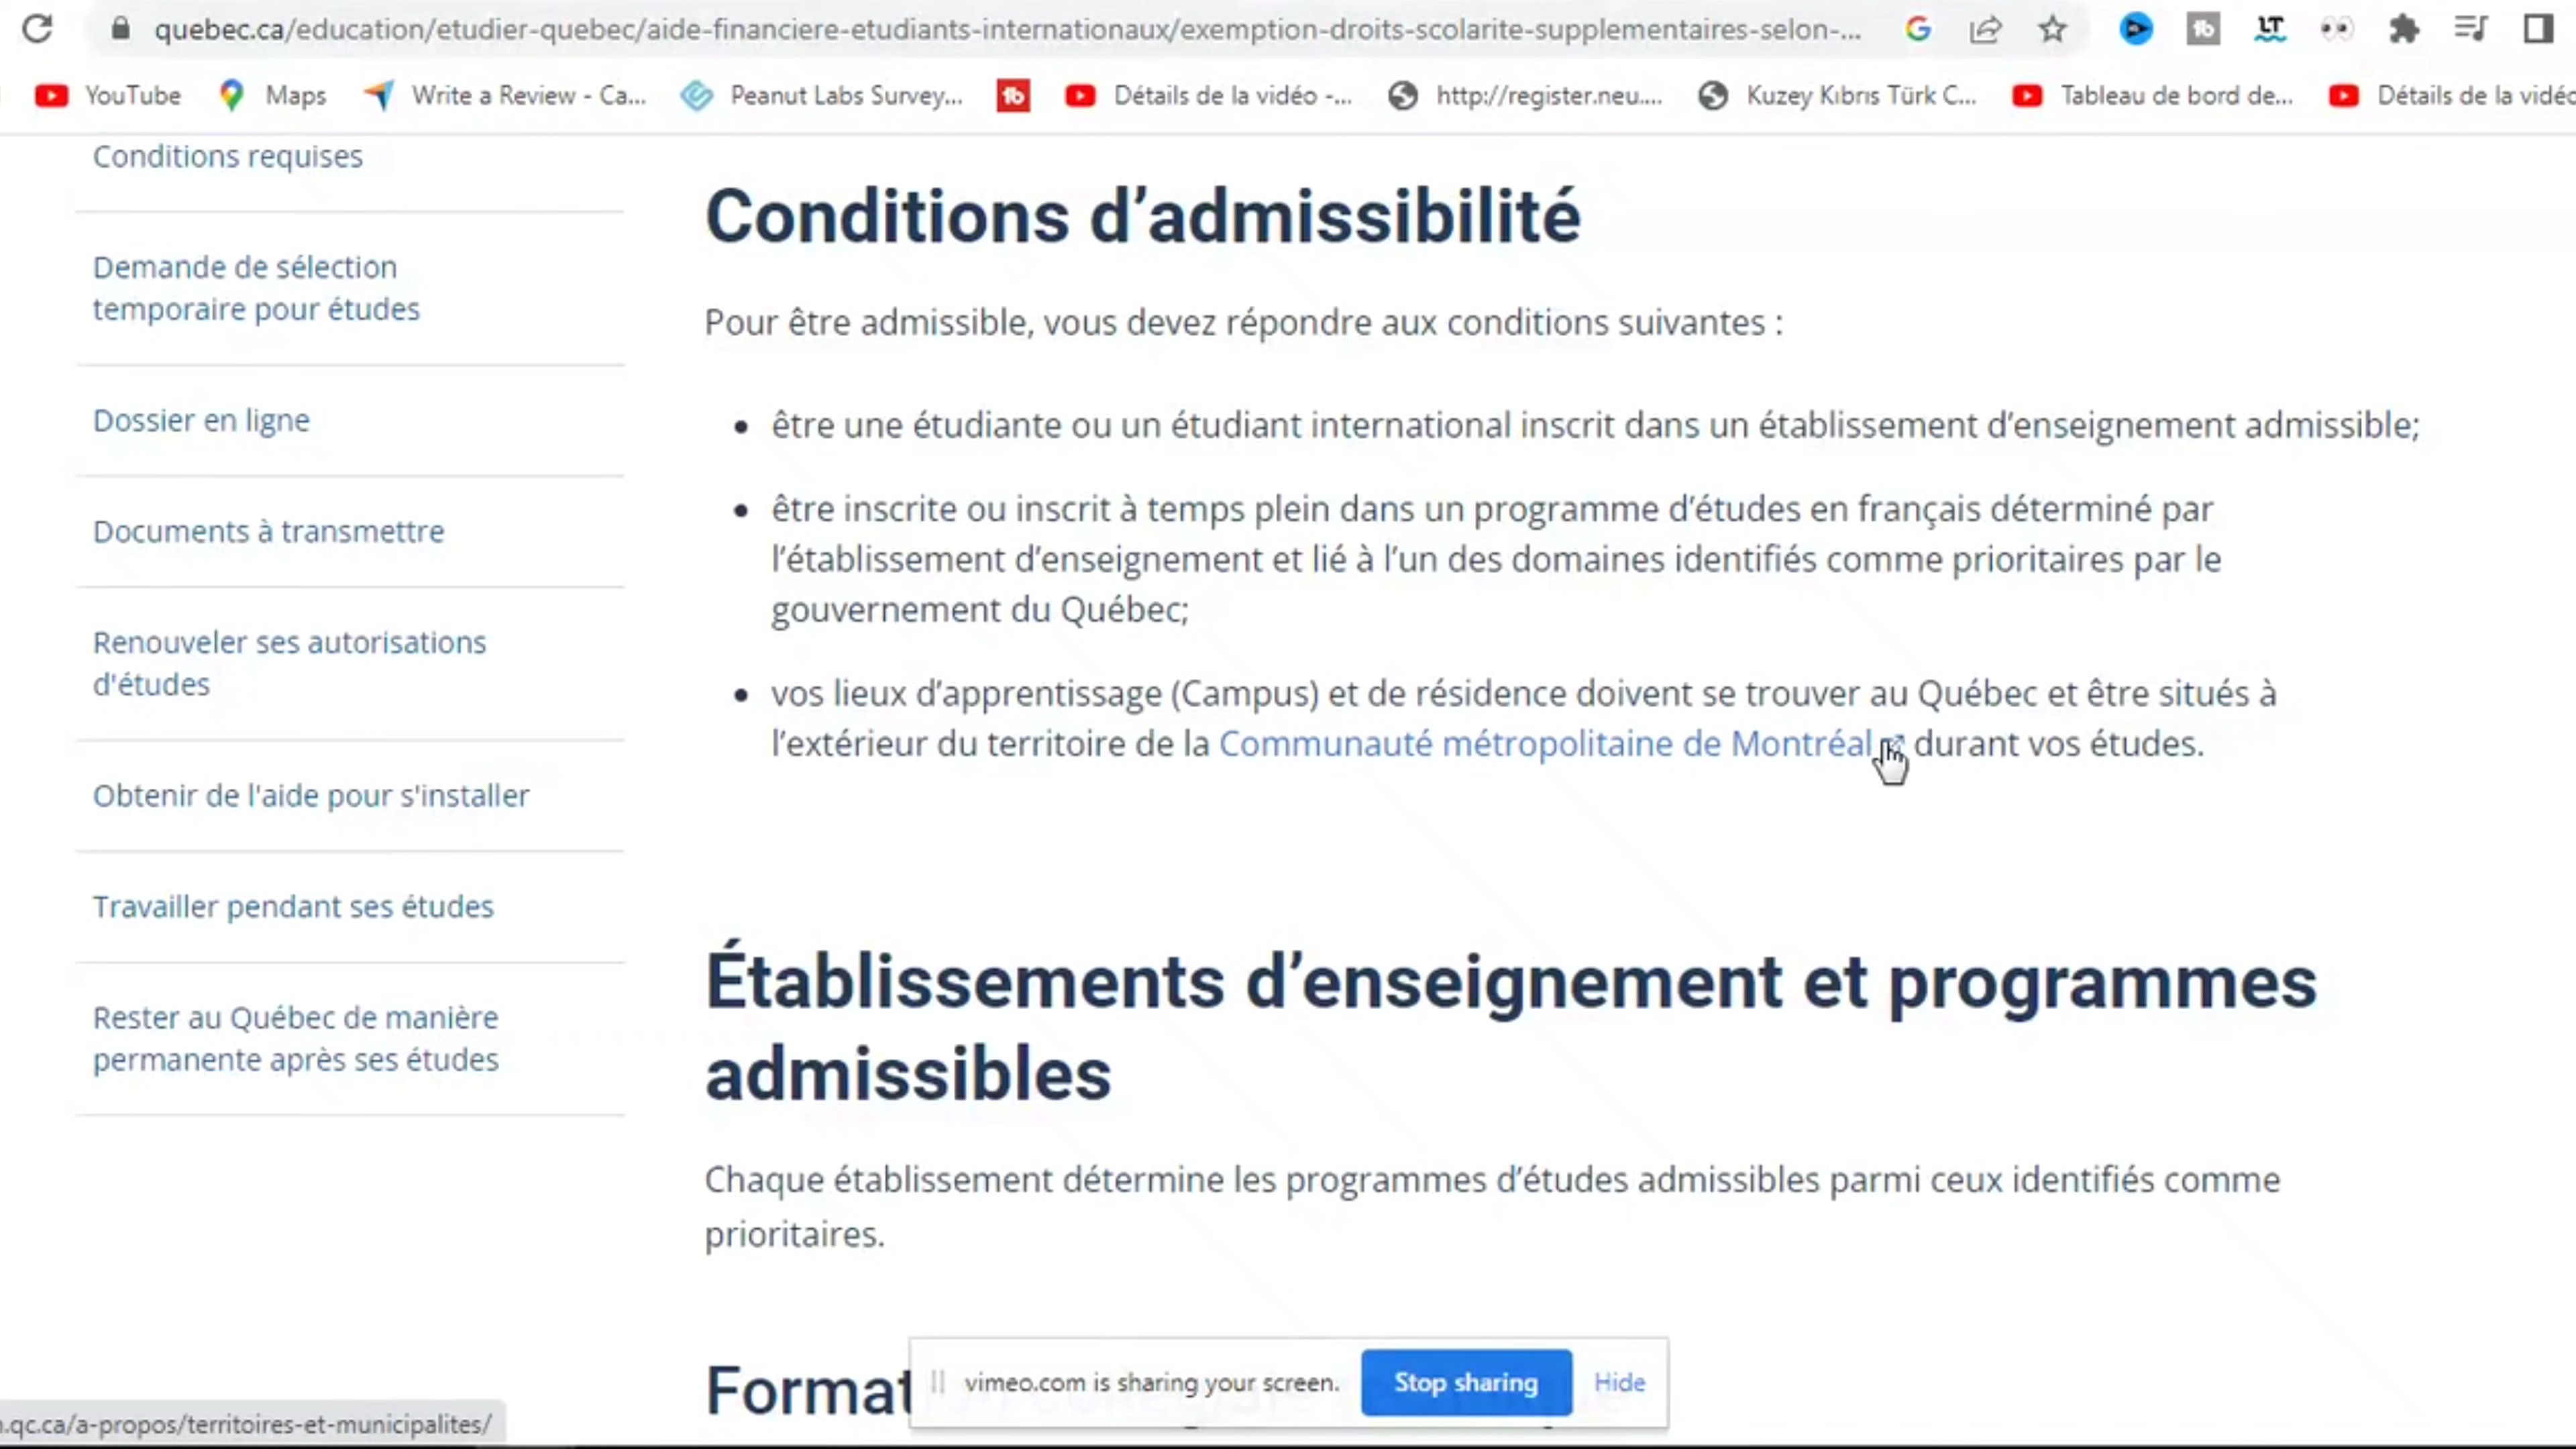 quebec.ca/education/etudier-quebec/aide-financiere-etudiants-internationaux/exemption-droits-scolarite-supplementaires-selon-...
YouTube Maps Write a Review - Ca... Peanut Labs Survey... tb Détails de la vidéo -... http://register.neu.... Kuzey Kıbrıs Türk C... Tableau de bord de... Détails de la vidéo
Conditions requises
Demande de sélection
temporaire pour études
Dossier en ligne
Documents à transmettre
Renouveler ses autorisations
d'études
Obtenir de l'aide pour s'installer
Travailler pendant ses études
Rester au Québec de manière
permanente après ses études
Conditions d’admissibilité
Pour être admissible, vous devez répondre aux conditions suivantes :
• être une étudiante ou un étudiant international inscrit dans un établissement d’enseignement admissible;
• être inscrite ou inscrit à temps plein dans un programme d’études en français déterminé par
l’établissement d’enseignement et lié à l’un des domaines identifiés comme prioritaires par le
gouvernement du Québec;
• vos lieux d’apprentissage (Campus) et de résidence doivent se trouver au Québec et être situés à
l’extérieur du territoire de la Communauté métropolitaine de Montréal durant vos études.
Établissements d’enseignement et programmes
admissibles
Chaque établissement détermine les programmes d’études admissibles parmi ceux identifiés comme
prioritaires.
Format
vimeo.com is sharing your screen. Stop sharing Hide
.qc.ca/a-propos/territoires-et-municipalites/